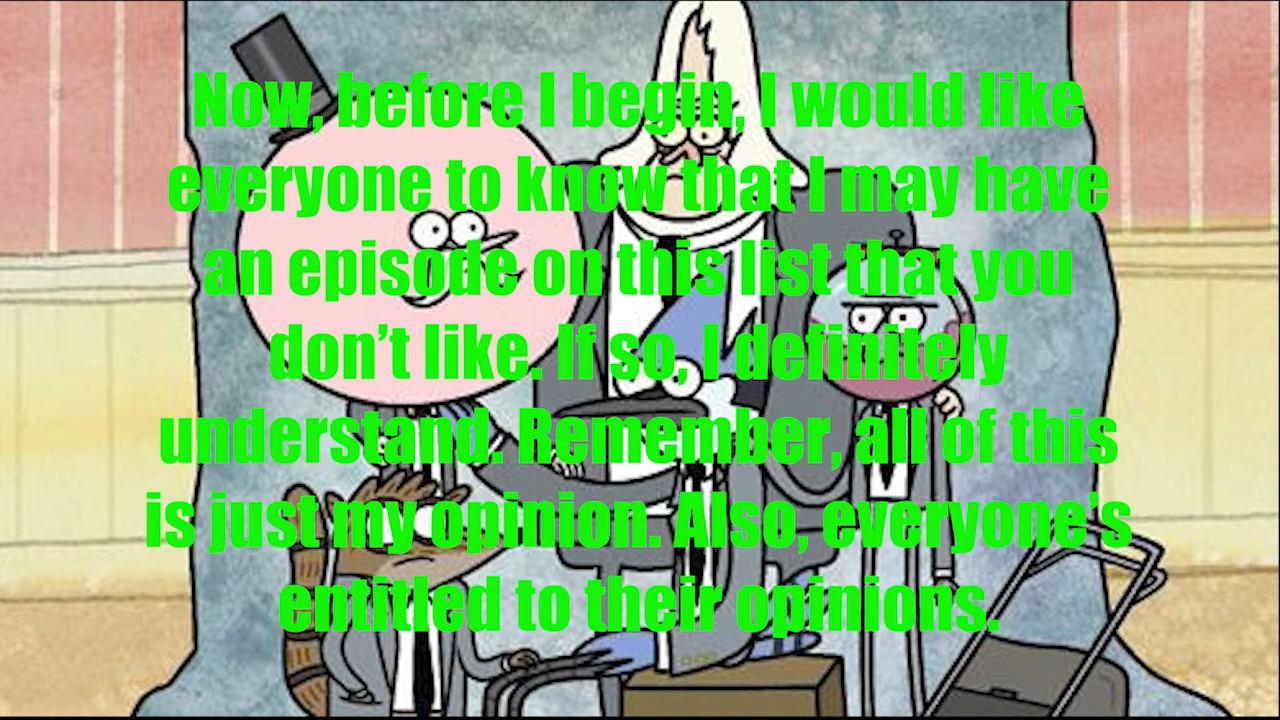 Now, before I begin, I would like
everyone to know that I may have
an episode on this list that you
don’t like. If so, I definitely
understand. Remember, all of this
is just my opinion. Also, everyone’s
entitled to their opinions.